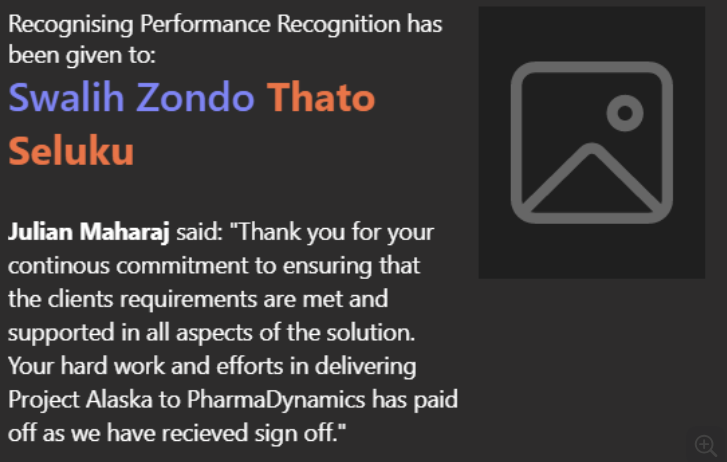 Recognising Performance Recognition has
been given to:
Swalih Zondo Thato
Seluku
Julian Maharaj said: "Thank you for your
continous commitment to ensuring that
the clients requirements are met and
supported in all aspects of the solution.
Your hard work and efforts in delivering
Project Alaska to PharmaDynamics has paid
off as we have recieved sign off."